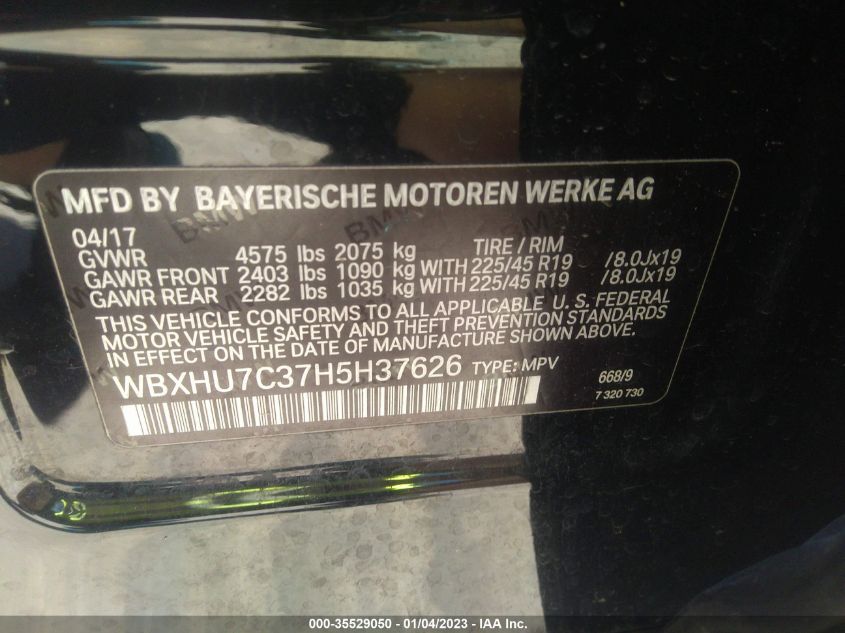 MFD BY BAYERISCHE MOTOREN WERKE AG
04/17
GVWR 4575 lbs 2075 kg TIRE / RIM
GAWR FRONT 2403 lbs 1090 kg WITH 225/45 R19 /8.0Jx19
GAWR REAR 2282 lbs 1035 kg WITH 225/45 R19 /8.0Jx19
THIS VEHICLE CONFORMS TO ALL APPLICABLE U.S. FEDERAL
MOTOR VEHICLE SAFETY AND THEFT PREVENTION STANDARDS
IN EFFECT ON THE DATE OF MANUFACTURE SHOWN ABOVE.
WBXHU7C37H5H37626 TYPE: MPV 668/9
7 320 730
000-35529050 - 01/04/2023 - IAA Inc.